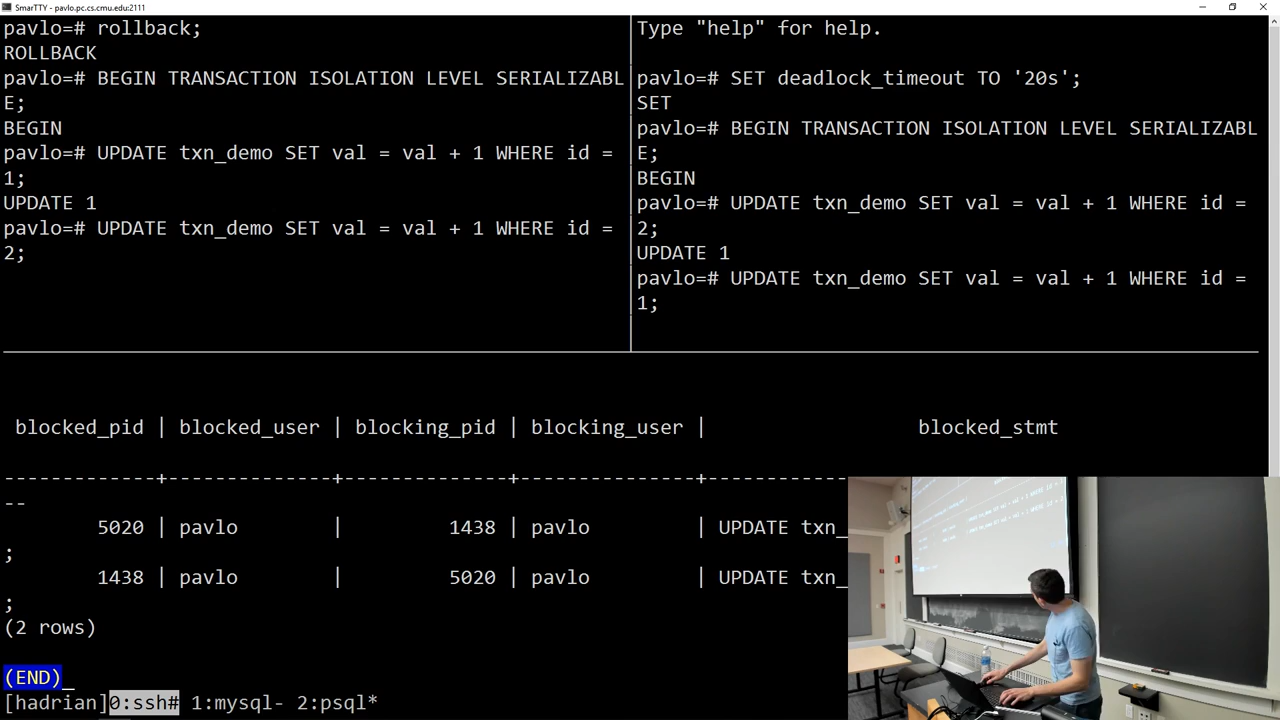 SmarTTY - pavlo.pc.cs.cmu.edu:2111
pavlo=# rollback;
ROLLBACK
pavlo=# BEGIN TRANSACTION ISOLATION LEVEL SERIALIZABL
E;
BEGIN
pavlo=# UPDATE txn_demo SET val = val + 1 WHERE id =
1;
UPDATE 1
pavlo=# UPDATE txn_demo SET val = val + 1 WHERE id =
2;
Type "help" for help.
pavlo=# SET deadlock_timeout TO '20s';
SET
pavlo=# BEGIN TRANSACTION ISOLATION LEVEL SERIALIZABL
E;
BEGIN
pavlo=# UPDATE txn_demo SET val = val + 1 WHERE id =
2;
UPDATE 1
pavlo=# UPDATE txn_demo SET val = val + 1 WHERE id =
1;
blocked_pid | blocked_user | blocking_pid | blocking_user | blocked_stmt
-------------+--------------+--------------+---------------+-------------
--
5020 | pavlo | 1438 | pavlo | UPDATE txn_
;
1438 | pavlo | 5020 | pavlo | UPDATE txn_
;
(2 rows)
(END)
[hadrian]0:ssh# 1:mysql- 2:psql*